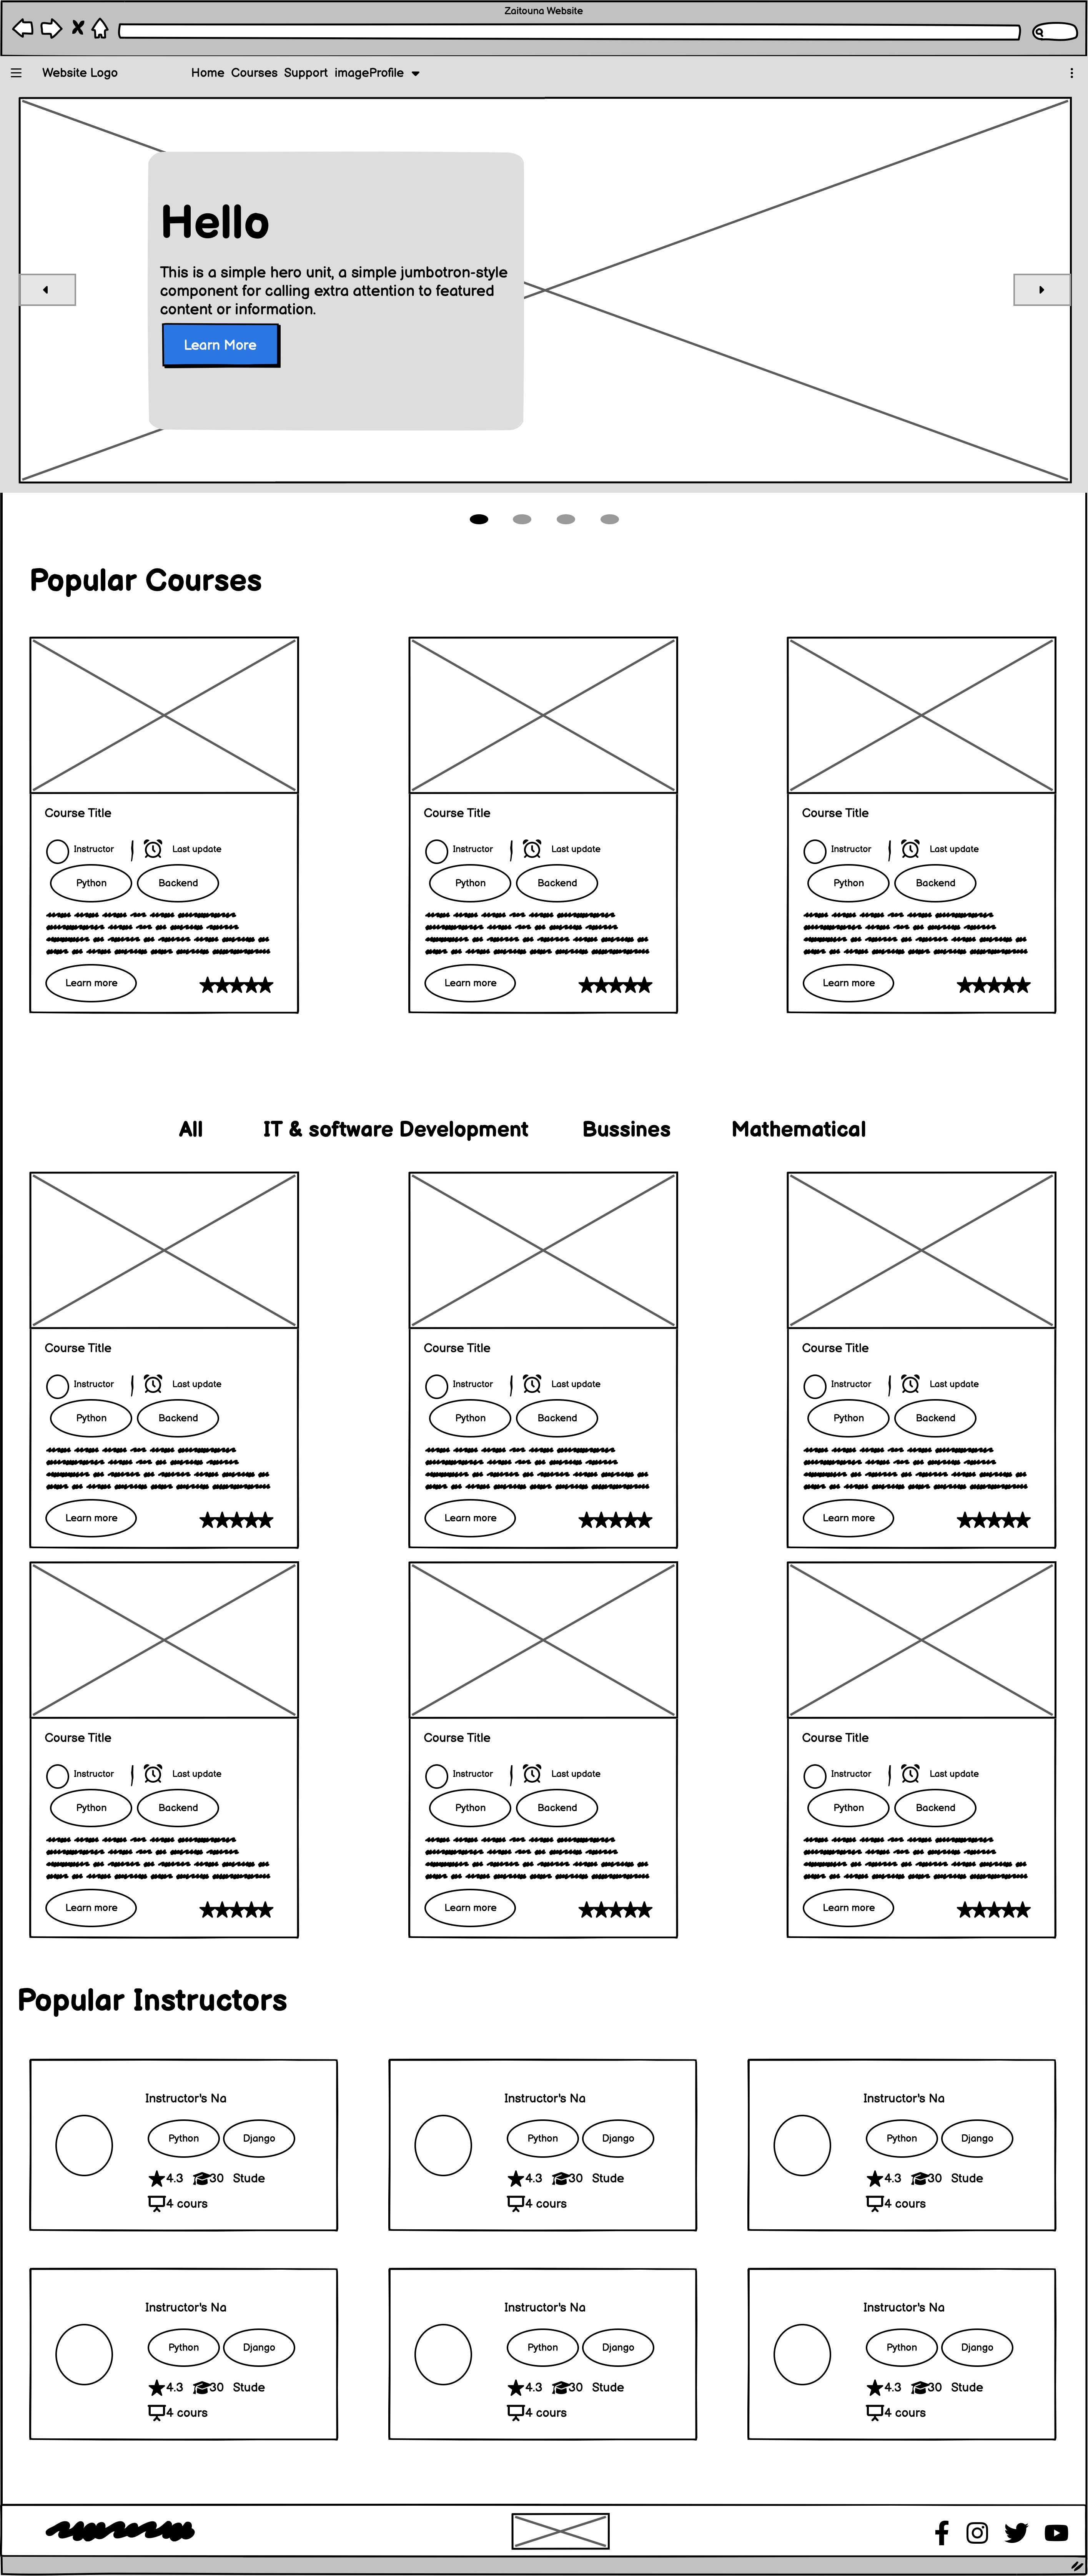 Zaitouna Website
Website Logo Home Courses Support imageProfile
Hello
This is a simple hero unit, a simple jumbotron-style
component for calling extra attention to featured
content or information.
Learn More
Popular Courses
Course Title Course Title Course Title
Instructor Last update Instructor Last update Instructor Last update
Python Backend Python Backend Python Backend
Learn more Learn more Learn more
All IT & software Development Bussines Mathematical
Course Title Course Title Course Title
Instructor Last update Instructor Last update Instructor Last update
Python Backend Python Backend Python Backend
Learn more Learn more Learn more
Course Title Course Title Course Title
Instructor Last update Instructor Last update Instructor Last update
Python Backend Python Backend Python Backend
Learn more Learn more Learn more
Popular Instructors
Instructor's Na Instructor's Na Instructor's Na
Python Django Python Django Python Django
4.3 30 Stude 4.3 30 Stude 4.3 30 Stude
4 cours 4 cours 4 cours
Instructor's Na Instructor's Na Instructor's Na
Python Django Python Django Python Django
4.3 30 Stude 4.3 30 Stude 4.3 30 Stude
4 cours 4 cours 4 cours